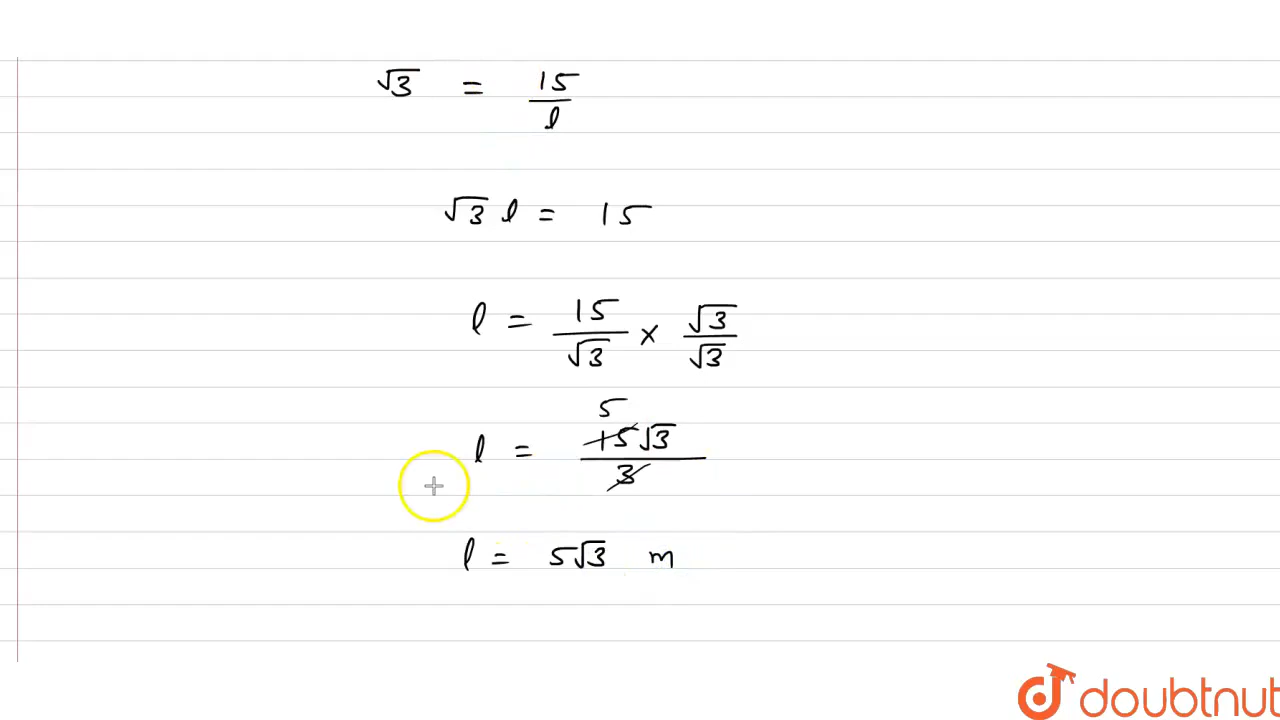 √3 = 15/l
√3 l = 15
l = 15/√3 × √3/√3
5
l = 15√3/3
l = 5√3 m
doubtnut